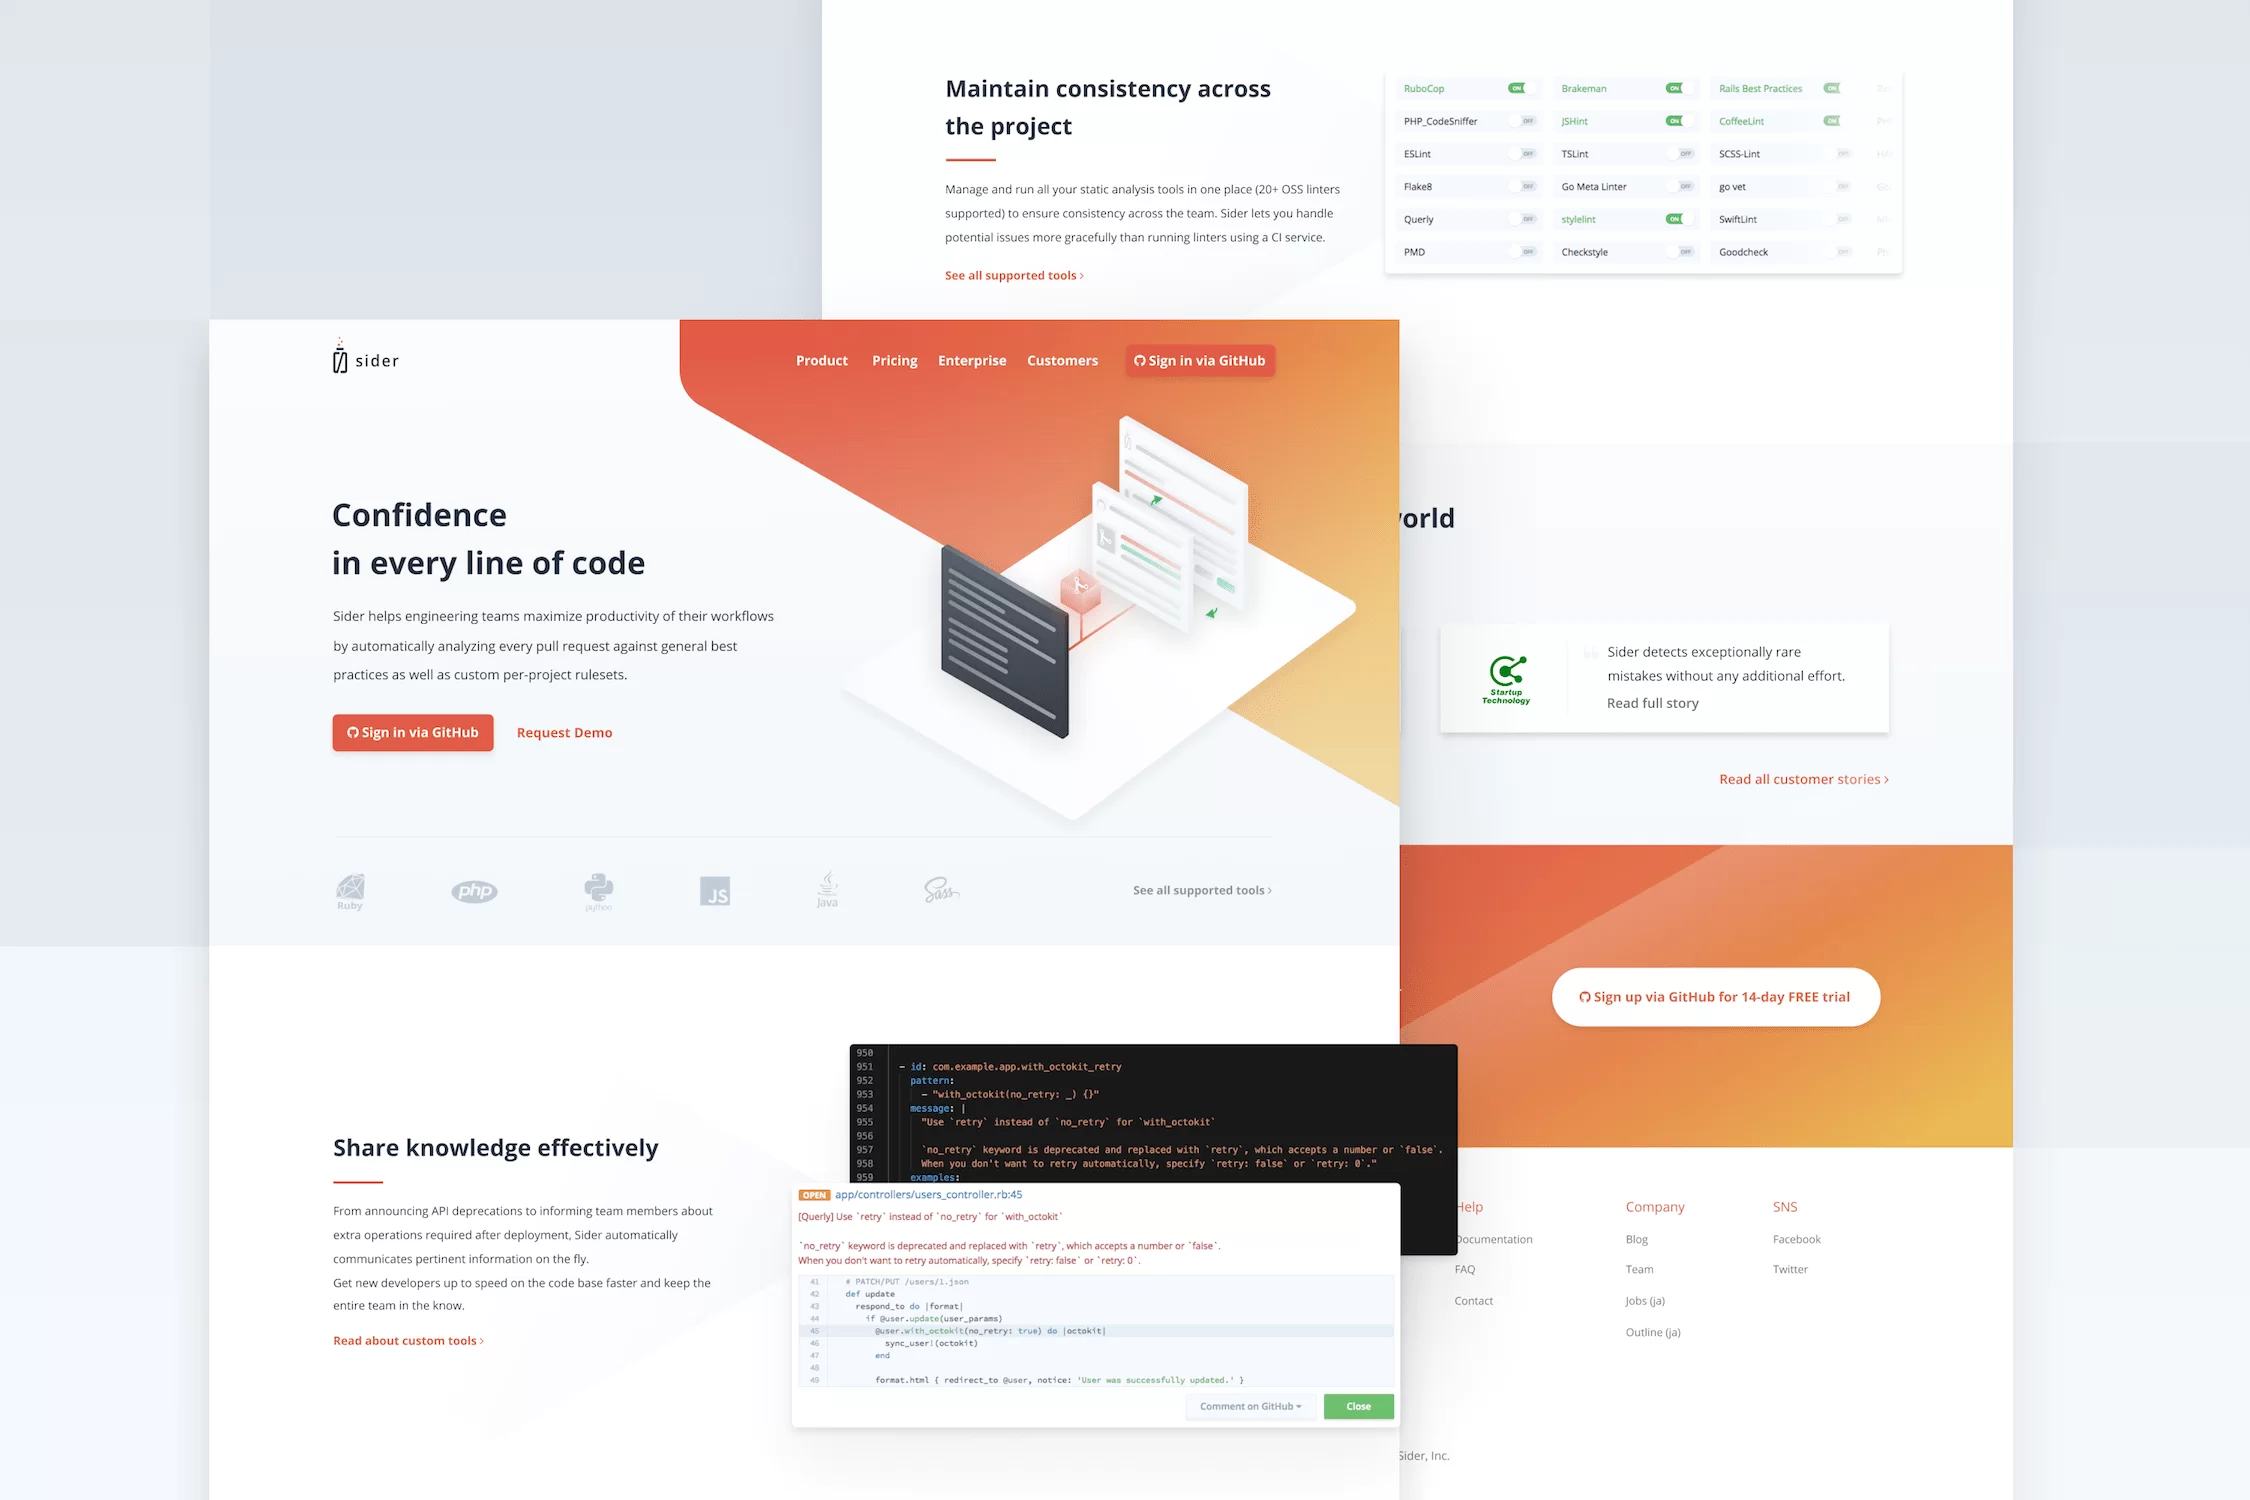 Maintain consistency across
the project
Manage and run all your static analysis tools in one place (20+ OSS linters
supported) to ensure consistency across the team. Sider lets you handle
potential issues more gracefully than running linters using a CI service.
See all supported tools ›
RuboCop ON Brakeman ON Rails Best Practices ON
PHP_CodeSniffer OFF JSHint ON CoffeeLint ON
ESLint OFF TSLint OFF SCSS-Lint OFF
Flake8 OFF Go Meta Linter OFF go vet OFF
Querly OFF stylelint ON SwiftLint OFF
PMD OFF Checkstyle OFF Goodcheck OFF
sider
Product Pricing Enterprise Customers Sign in via GitHub
Confidence
in every line of code
Sider helps engineering teams maximize productivity of their workflows
by automatically analyzing every pull request against general best
practices as well as custom per-project rulesets.
Sign in via GitHub Request Demo
Ruby php python JS Java Sass See all supported tools ›
orld
Startup
Technology
Sider detects exceptionally rare
mistakes without any additional effort.
Read full story
Read all customer stories ›
Sign up via GitHub for 14-day FREE trial
Share knowledge effectively
From announcing API deprecations to informing team members about
extra operations required after deployment, Sider automatically
communicates pertinent information on the fly.
Get new developers up to speed on the code base faster and keep the
entire team in the know.
Read about custom tools ›
950
951 - id: com.example.app.with_octokit_retry
952 pattern:
953 - "with_octokit(no_retry: _) {}"
954 message: |
955 "Use `retry` instead of `no_retry` for `with_octokit`
956
957 `no_retry` keyword is deprecated and replaced with `retry`, which accepts a number or `false`.
958 When you don't want to retry automatically, specify `retry: false` or `retry: 0`."
959 examples:
OPEN app/controllers/users_controller.rb:45
[Querly] Use `retry` instead of `no_retry` for `with_octokit`
`no_retry` keyword is deprecated and replaced with `retry`, which accepts a number or `false`.
When you don't want to retry automatically, specify `retry: false` or `retry: 0`.
41 # PATCH/PUT /users/1.json
42 def update
43 respond_to do |format|
44 if @user.update(user_params)
45 @user.with_octokit(no_retry: true) do |octokit|
46 sync_user!(octokit)
47 end
48
49 format.html { redirect_to @user, notice: 'User was successfully updated.' }
Comment on GitHub Close
Help
Documentation
FAQ
Contact
Company
Blog
Team
Jobs (ja)
Outline (ja)
SNS
Facebook
Twitter
Sider, Inc.